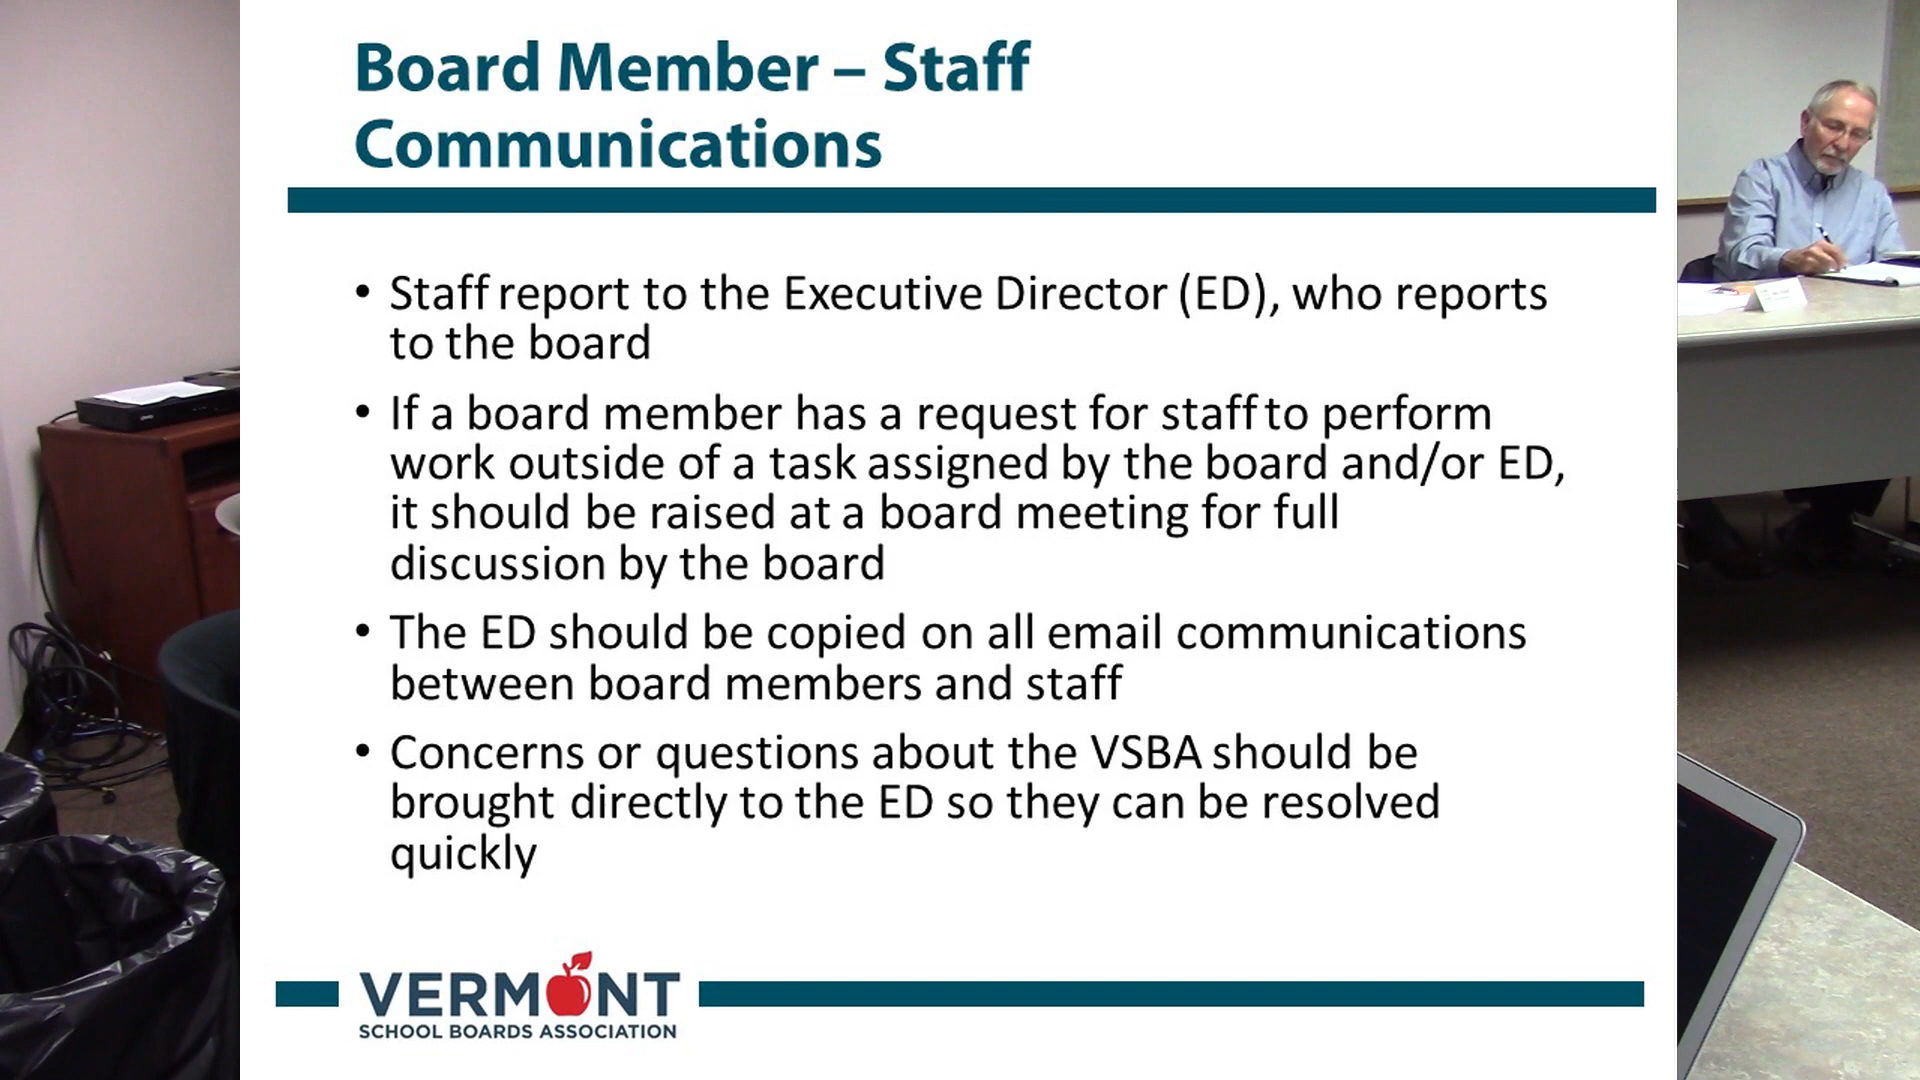 Board Member – Staff
Communications
• Staff report to the Executive Director (ED), who reports
to the board
• If a board member has a request for staff to perform
work outside of a task assigned by the board and/or ED,
it should be raised at a board meeting for full
discussion by the board
• The ED should be copied on all email communications
between board members and staff
• Concerns or questions about the VSBA should be
brought directly to the ED so they can be resolved
quickly
VERMONT
SCHOOL BOARDS ASSOCIATION